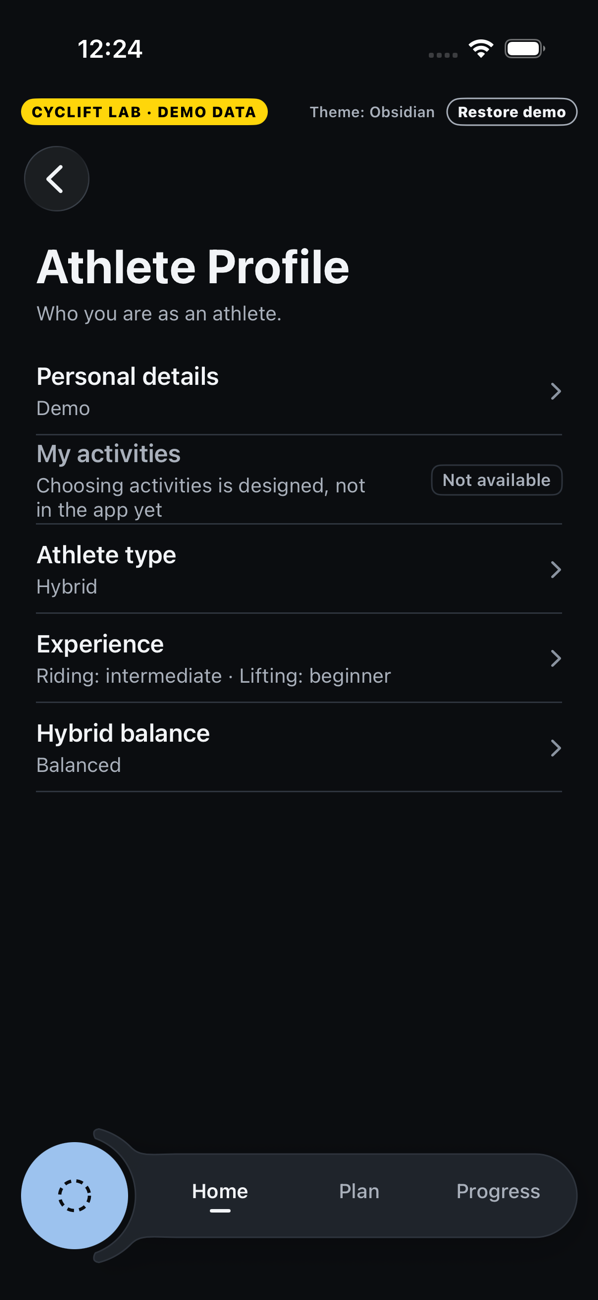 12:24
CYCLIFT LAB · DEMO DATA
Theme: Obsidian
Restore demo
Athlete Profile
Who you are as an athlete.
Personal details
Demo
My activities
Choosing activities is designed, not
in the app yet
Not available
Athlete type
Hybrid
Experience
Riding: intermediate · Lifting: beginner
Hybrid balance
Balanced
Home
Plan
Progress